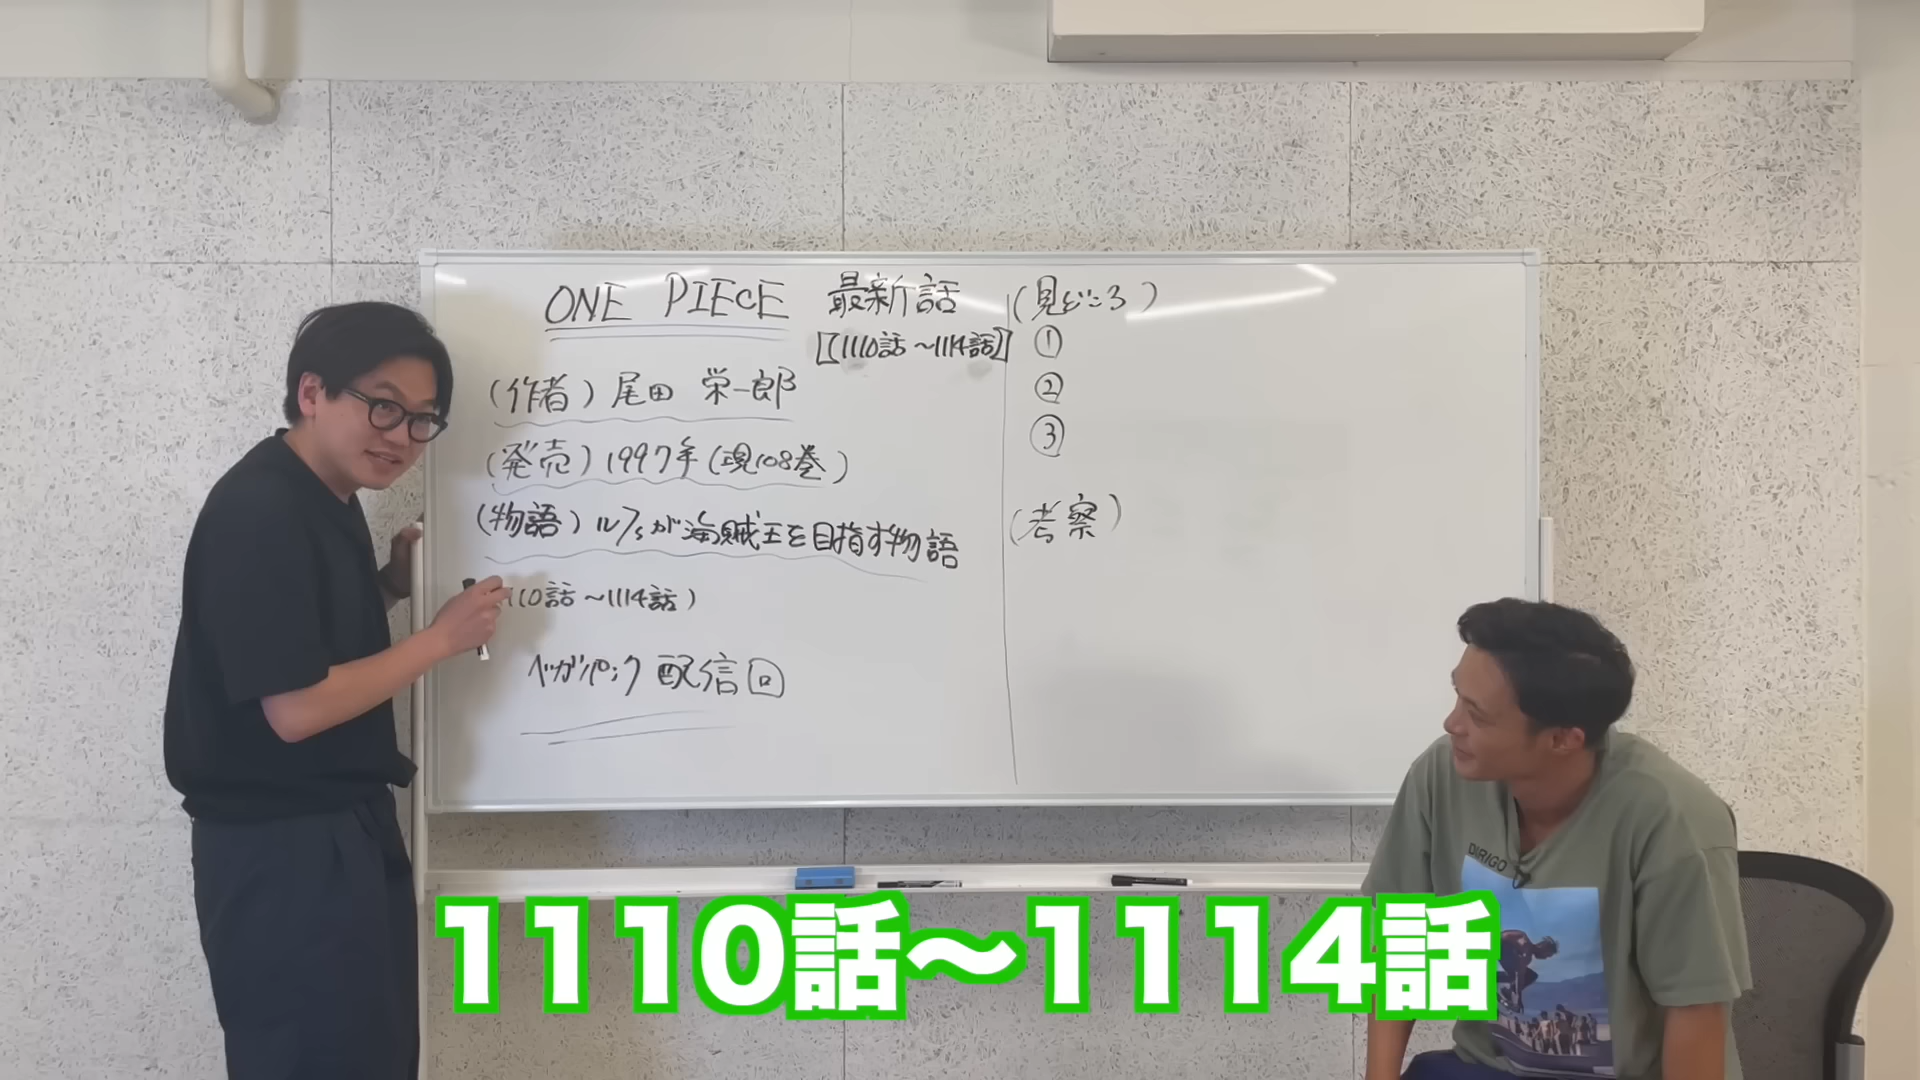 ONE PIECE 最新話
[1110話〜1114話]
(作者) 尾田 栄一郎
(発売) 1997年 (現108巻)
(物語) ルフィが海賊王を目指す物語
110話〜1114話)
ベガパンク 配信回
(見どころ)
①
②
③
(考察)
DIRIGO
1110話〜1114話